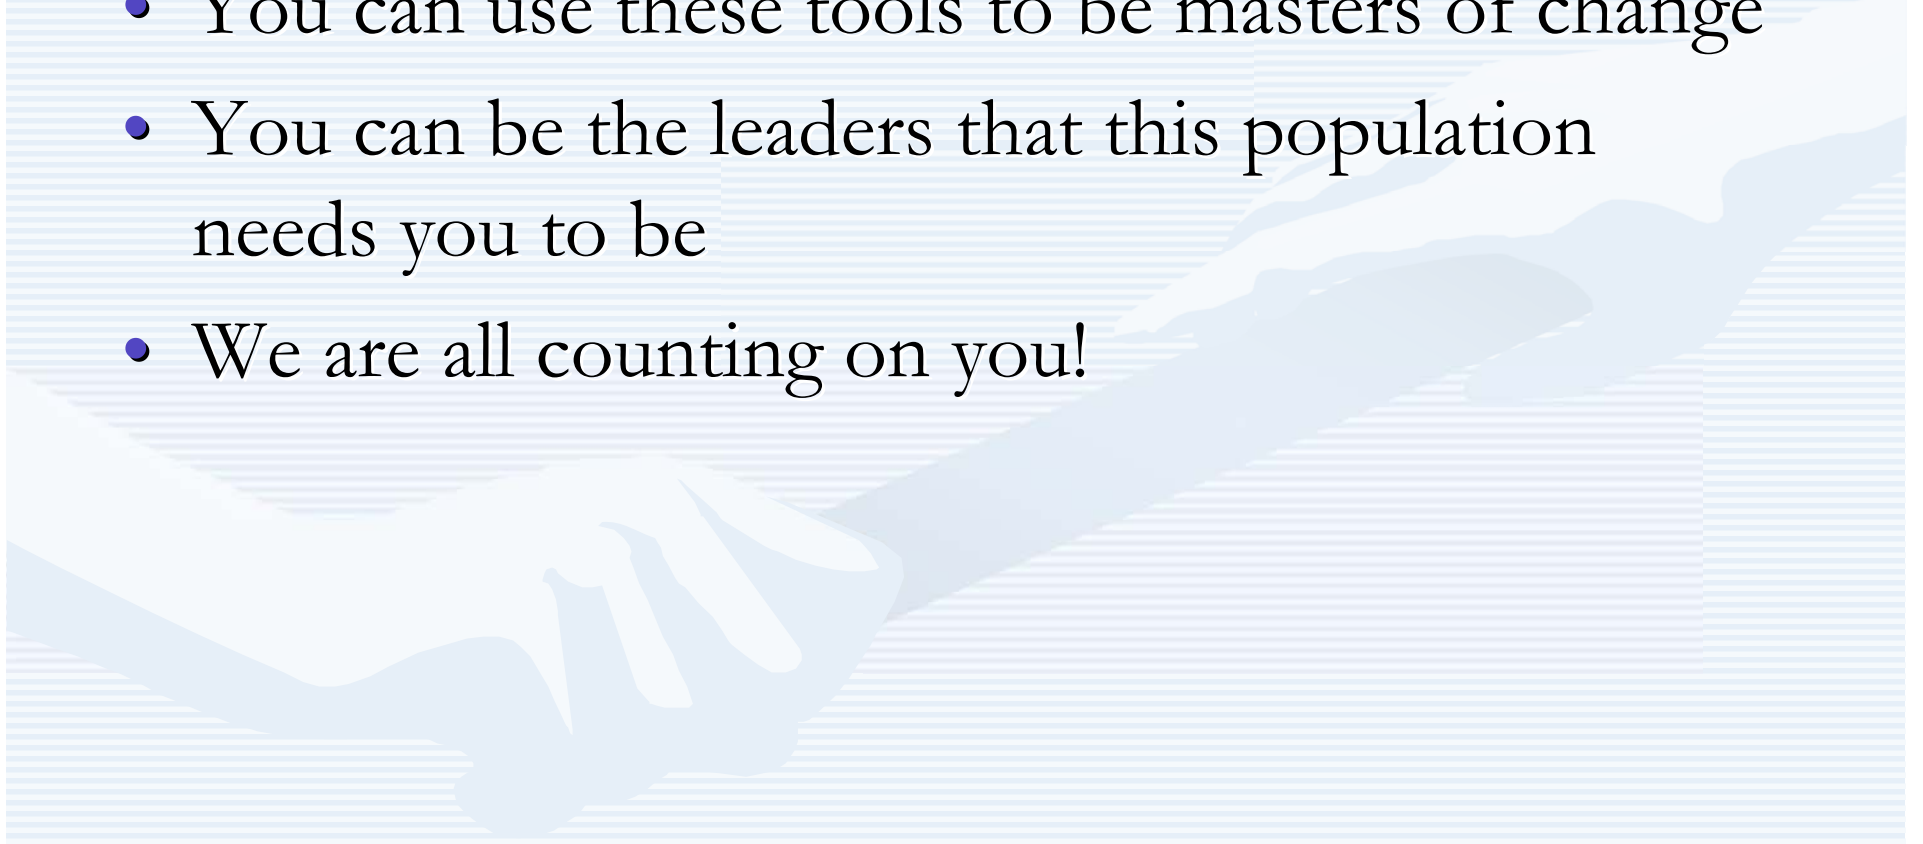 • You can use these tools to be masters of change
• You can be the leaders that this population
needs you to be
• We are all counting on you!